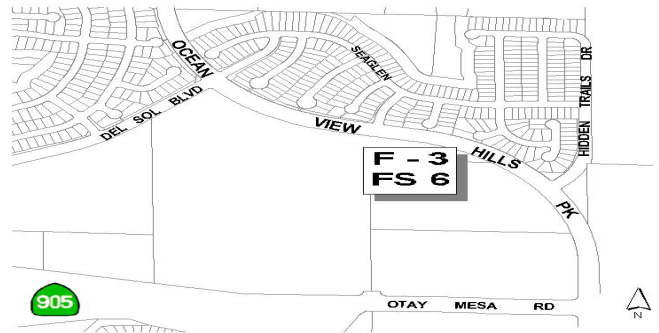 OCEAN
SEAGLEN
HIDDEN TRAILS DR
DEL SOL BLVD
VIEW
HILLS
F - 3
FS 6
PK
905
OTAY MESA RD
N